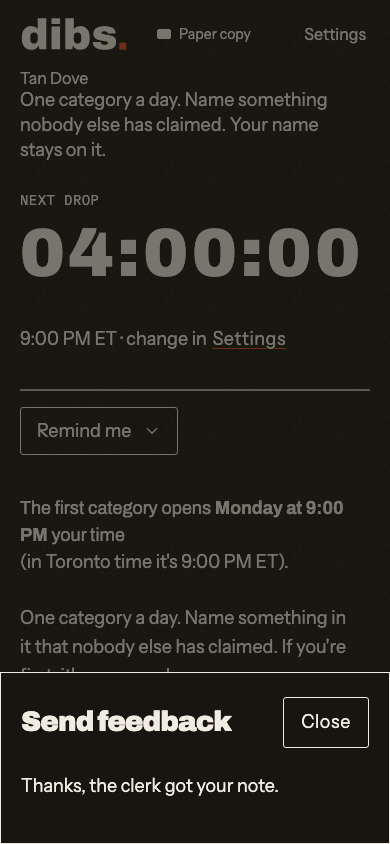 dibs.
Paper copy
Settings
Tan Dove
One category a day. Name something
nobody else has claimed. Your name
stays on it.
NEXT DROP
04:00:00
9:00 PM ET · change in Settings
Remind me
The first category opens Monday at 9:00
PM your time
(in Toronto time it's 9:00 PM ET).
One category a day. Name something in
it that nobody else has claimed. If you're
Send feedback
Close
Thanks, the clerk got your note.